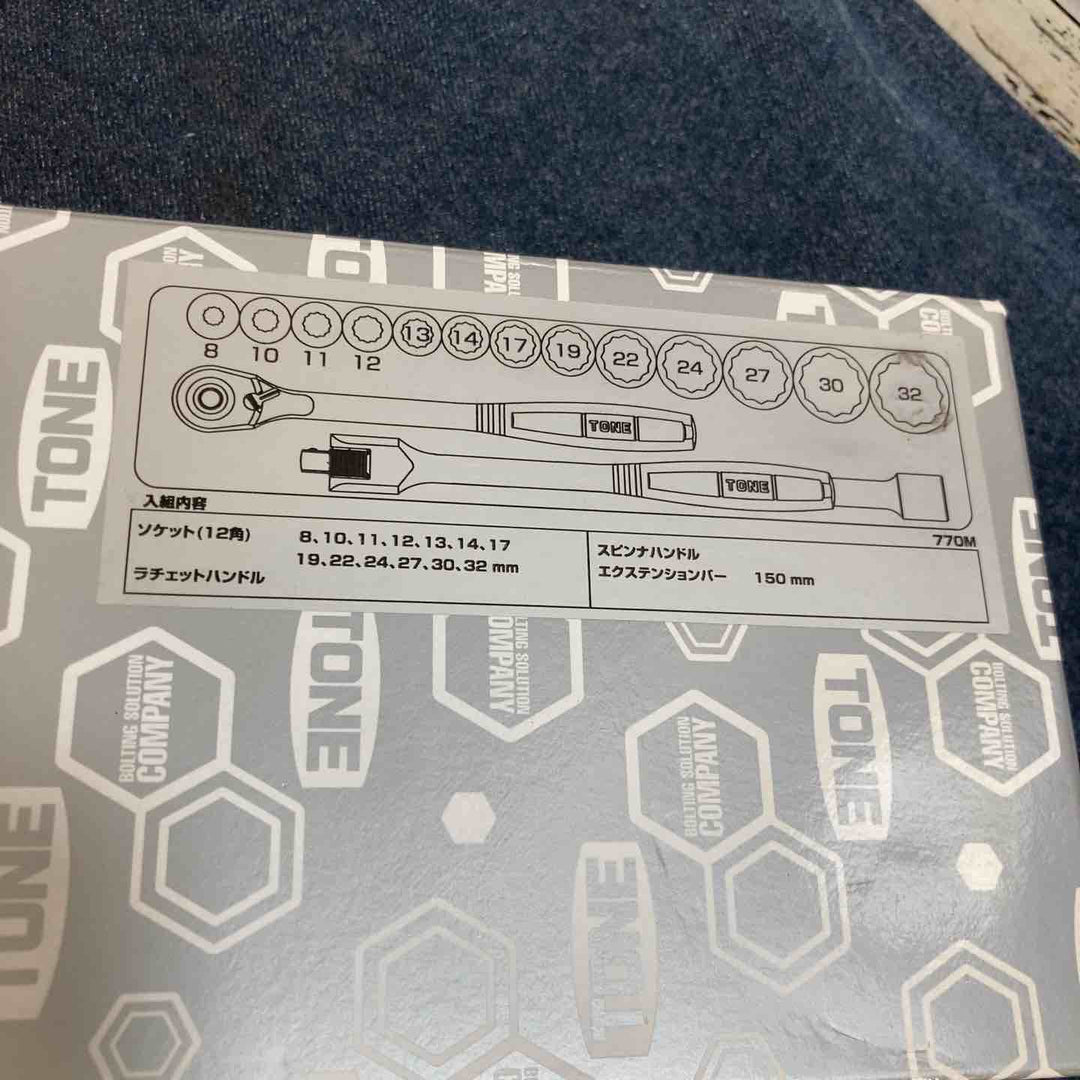 8 10 11 12 13 14 17 19 22 24 27 30 32
TONE
TONE
入組内容
770M
ソケット(12角) 8、10、11、12、13、14、17
19、22、24、27、30、32 mm
ラチェットハンドル
スピンナハンドル
エクステンションバー 150 mm
TONE
TONE
TONE
TONE
TONE
TONE
BOLTING SOLUTION
COMPANY
BOLTING SOLUTION
COMPANY
BOLTING SOLUTION
COMPANY
BOLTING SOLUTION